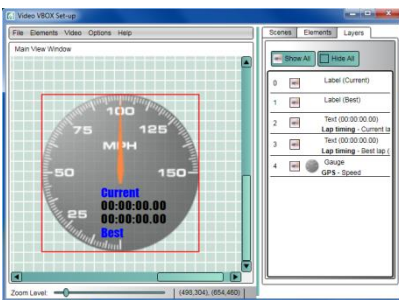 Video VBOX Set-up
File Elements Video Options Help
Main View Window
100
75 125
MPH
50 150
25
Current
00:00:00.00
00:00:00.00
Best
Zoom Level: (493,304), (654,460)
Scenes Elements Layers
Show All Hide All
0 Label (Current)
1 Label (Best)
2 Text (00:00:00.00)
Lap timing - Current la
3 Text (00:00:00.00)
Lap timing - Best lap (
4 Gauge
GPS - Speed